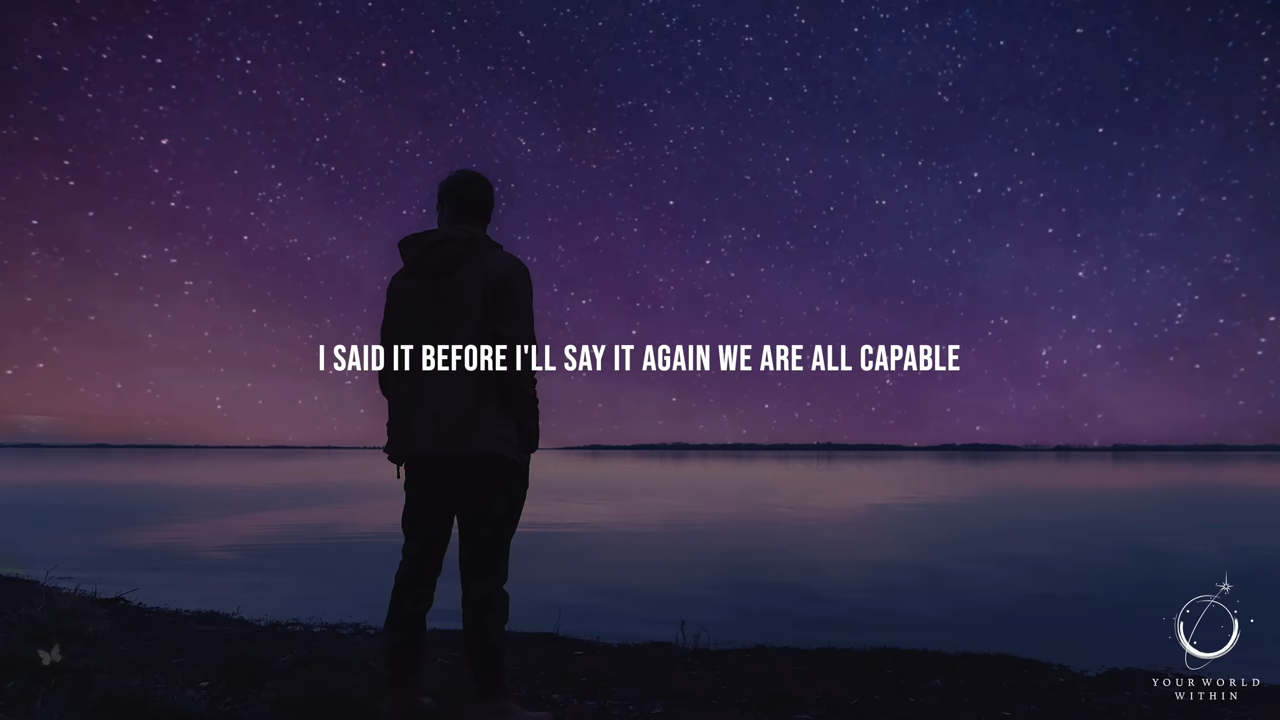 I SAID IT BEFORE I'LL SAY IT AGAIN WE ARE ALL CAPABLE
YOUR WORLD
WITHIN